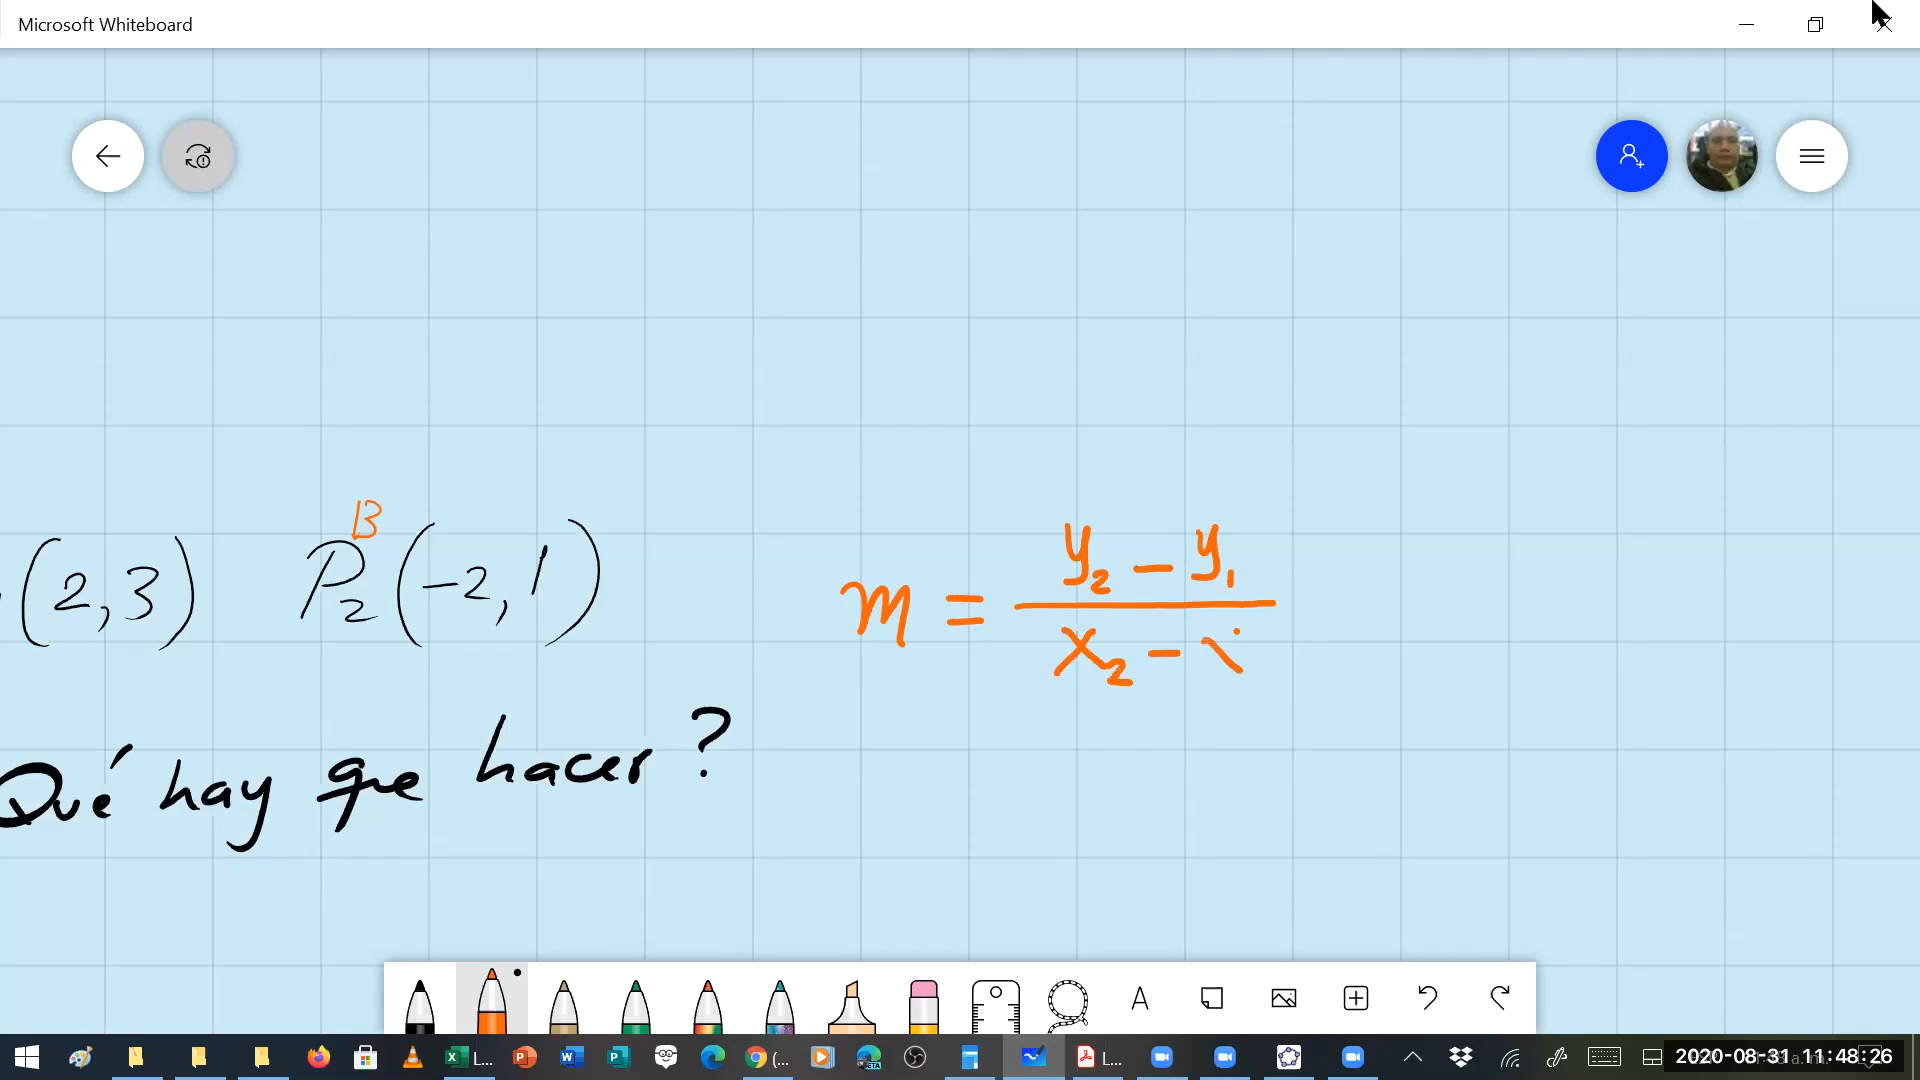 Microsoft Whiteboard
B
(2,3) P₂(-2,1)
m = y₂ - y₁
x₂ -
Qué hay que hacer?
A
L... (... L...
2020-08-31 11:48:26